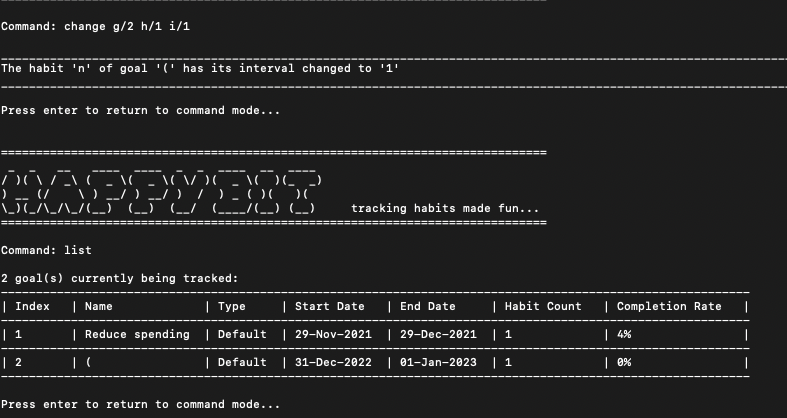 Command: change g/2 h/1 i/1
The habit 'n' of goal '(' has its interval changed to '1'
Press enter to return to command mode...
HAPPYBIT
tracking habits made fun...
Command: list
2 goal(s) currently being tracked:
| Index | Name | Type | Start Date | End Date | Habit Count | Completion Rate |
| 1 | Reduce spending | Default | 29-Nov-2021 | 29-Dec-2021 | 1 | 4% |
| 2 | ( | Default | 31-Dec-2022 | 01-Jan-2023 | 1 | 0% |
Press enter to return to command mode...